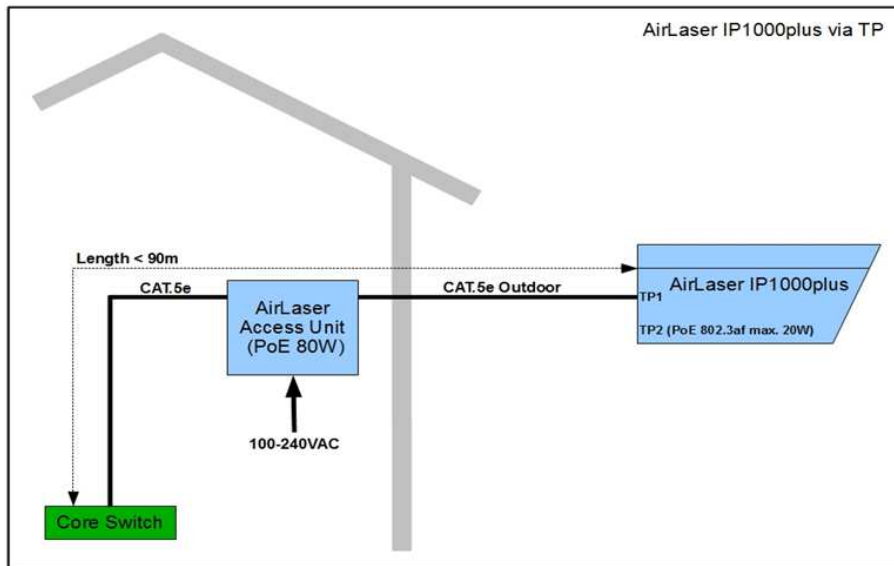 AirLaser IP1000plus via TP
Length < 90m
CAT.5e
AirLaser
Access Unit
(PoE 80W)
CAT.5e Outdoor
AirLaser IP1000plus
TP1
TP2 (PoE 802.3af max. 20W)
100-240VAC
Core Switch